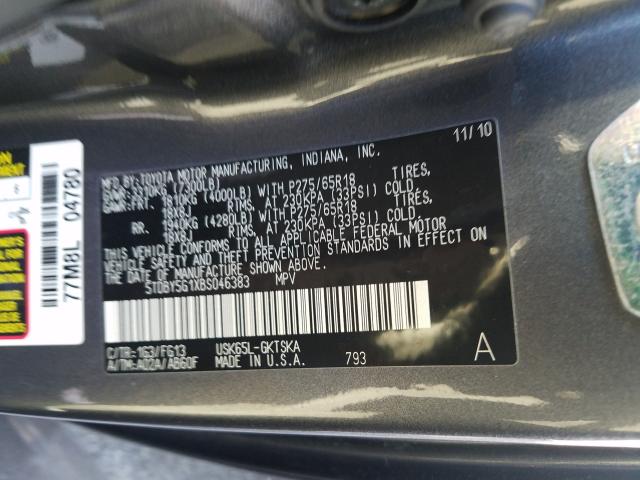 MFD.BY:TOYOTA MOTOR MANUFACTURING, INDIANA, INC. 11/10
GVWR: 3310KG (7300LB)
GAWR:FRT. 1810KG (4000LB) WITH P275/65R18 TIRES,
18X8J RIMS, AT 230KPA (33PSI) COLD.
RR. 1940KG (4280LB) WITH P275/65R18 TIRES,
18X8J RIMS, AT 230KPA (33PSI) COLD.
THIS VEHICLE CONFORMS TO ALL APPLICABLE FEDERAL MOTOR
VEHICLE SAFETY AND THEFT PREVENTION STANDARDS IN EFFECT ON
THE DATE OF MANUFACTURE SHOWN ABOVE.
5TDBY5G1XBS046383 MPV
C/TR:1G3/FG13 USK65L-GKTSKA
A/TM:A02A/AB60F MADE IN U.S.A. 793 A
77M8L 04780